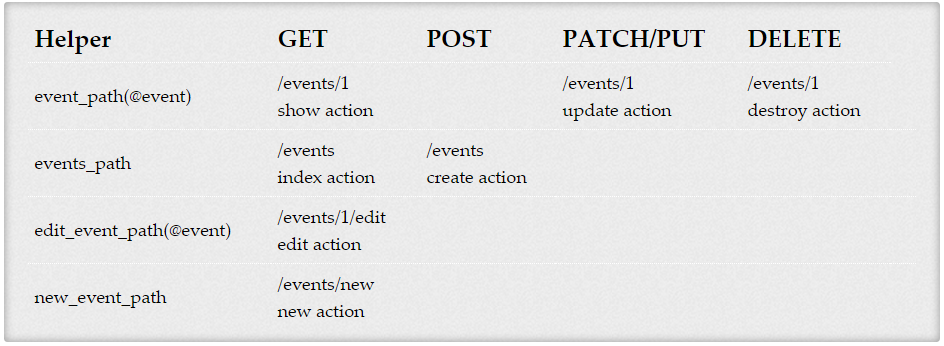 Helper GET POST PATCH/PUT DELETE
event_path(@event) /events/1 /events/1 /events/1
show action update action destroy action
events_path /events /events
index action create action
edit_event_path(@event) /events/1/edit
edit action
new_event_path /events/new
new action